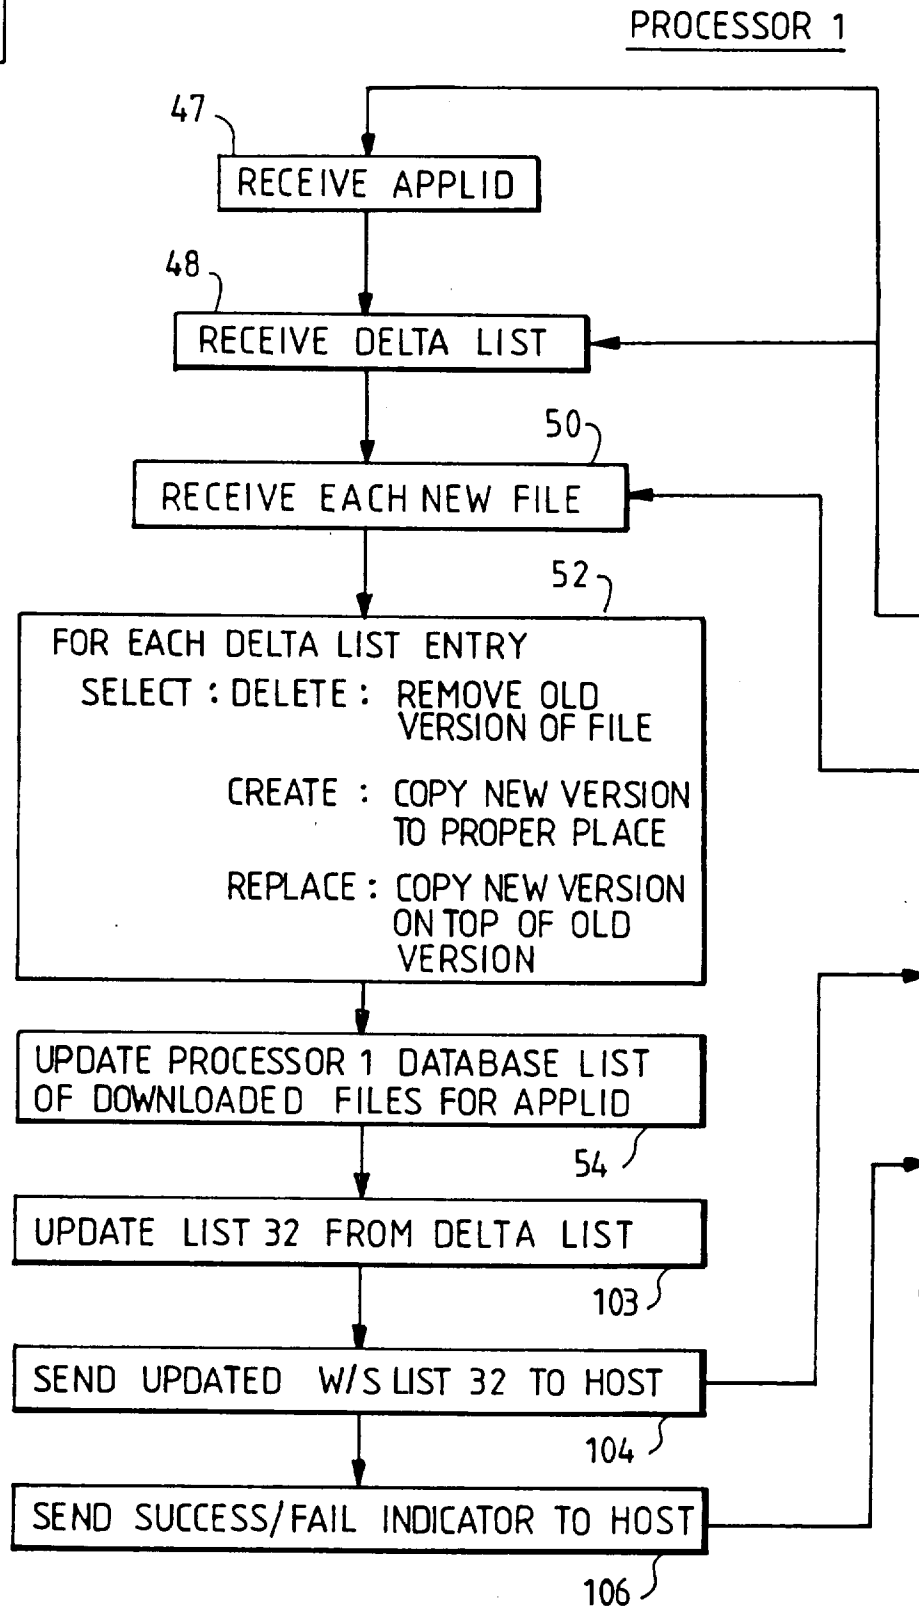 PROCESSOR 1
47
RECEIVE APPLID
48
RECEIVE DELTA LIST
50
RECEIVE EACH NEW FILE
52
FOR EACH DELTA LIST ENTRY
SELECT : DELETE : REMOVE OLD
VERSION OF FILE
CREATE : COPY NEW VERSION
TO PROPER PLACE
REPLACE : COPY NEW VERSION
ON TOP OF OLD
VERSION
UPDATE PROCESSOR 1 DATABASE LIST
OF DOWNLOADED FILES FOR APPLID
54
UPDATE LIST 32 FROM DELTA LIST
103
SEND UPDATED W/S LIST 32 TO HOST
104
SEND SUCCESS/FAIL INDICATOR TO HOST
106